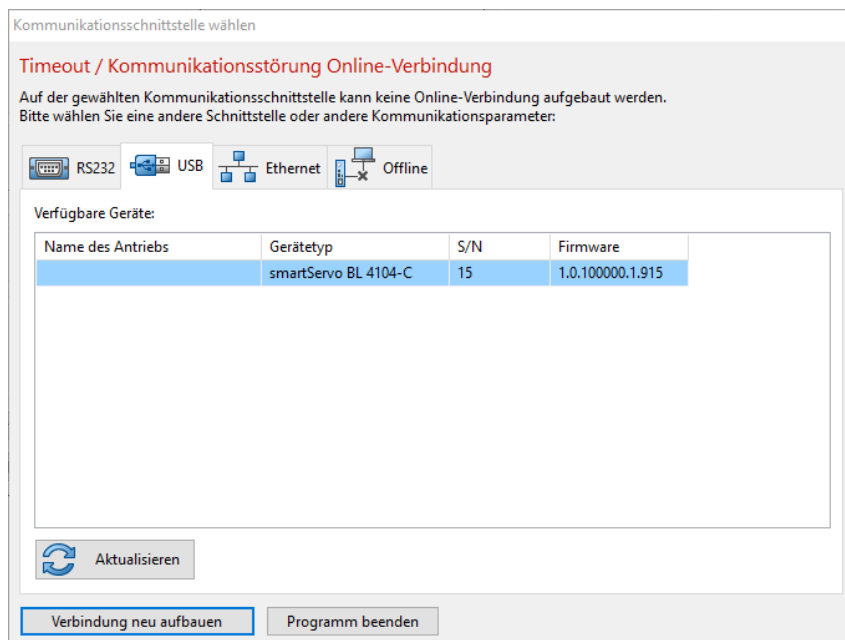 Kommunikationsschnittstelle wählen
Timeout / Kommunikationsstörung Online-Verbindung
Auf der gewählten Kommunikationsschnittstelle kann keine Online-Verbindung aufgebaut werden.
Bitte wählen Sie eine andere Schnittstelle oder andere Kommunikationsparameter:
RS232 USB Ethernet Offline
Verfügbare Geräte:
Name des Antriebs Gerätetyp S/N Firmware
smartServo BL 4104-C 15 1.0.100000.1.915
Aktualisieren
Verbindung neu aufbauen Programm beenden